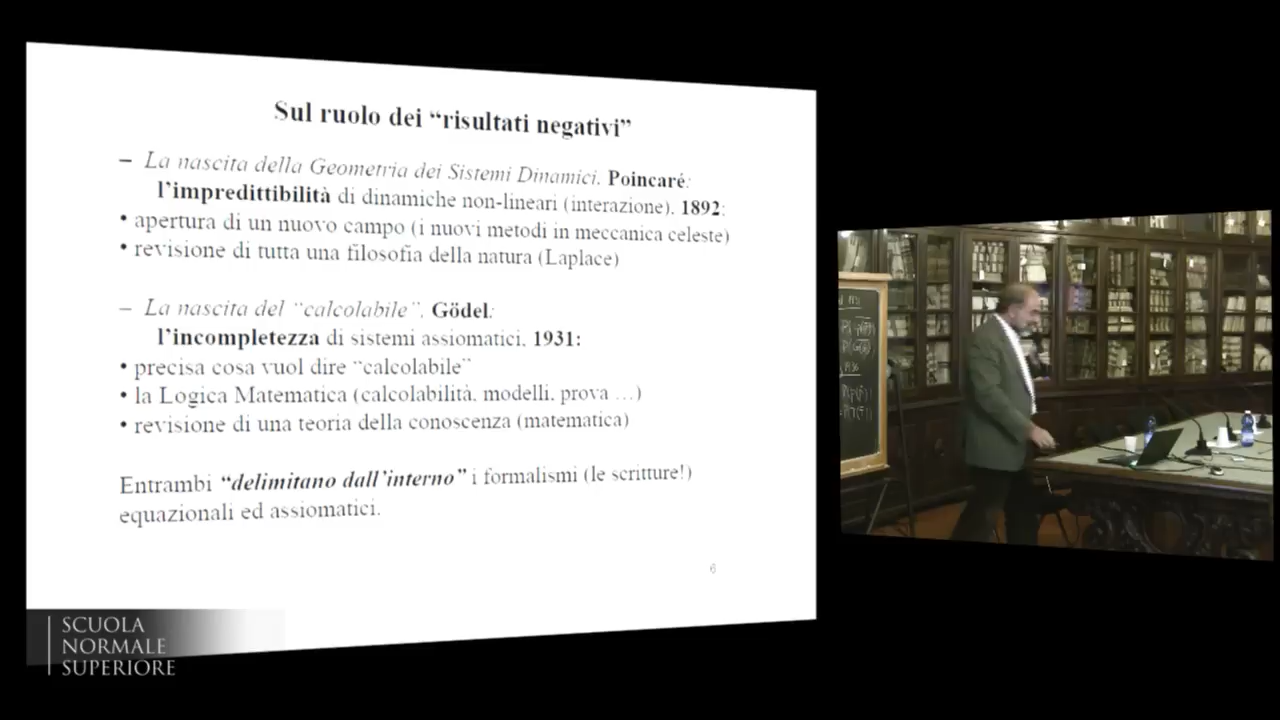 Sul ruolo dei “risultati negativi”
– La nascita della Geometria dei Sistemi Dinamici. Poincaré:
l’impredittibilità di dinamiche non-lineari (interazione). 1892:
• apertura di un nuovo campo (i nuovi metodi in meccanica celeste)
• revisione di tutta una filosofia della natura (Laplace)
– La nascita del “calcolabile”. Gödel:
l’incompletezza di sistemi assiomatici. 1931:
• precisa cosa vuol dire “calcolabile”
• la Logica Matematica (calcolabilità, modelli, prova …)
• revisione di una teoria della conoscenza (matematica)
Entrambi “delimitano dall’interno” i formalismi (le scritture!)
equazionali ed assiomatici.
6
SCUOLA
NORMALE
SUPERIORE